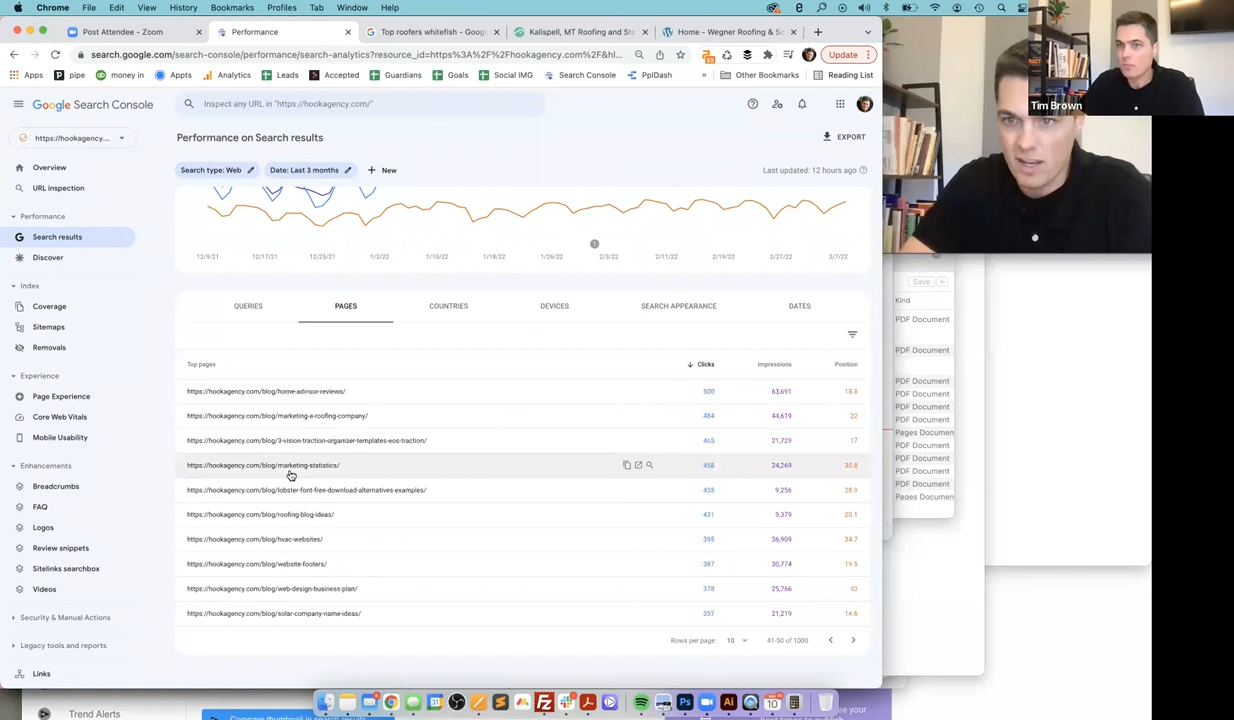 Chrome File Edit View History Bookmarks Profiles Tab Window Help
Post Attendee - Zoom
Performance
Top roofers whitefish - Googl
Kalispell, MT Roofing and Ste
Home - Wegner Roofing & So
search.google.com/search-console/performance/search-analytics?resource_id=https%3A%2F%2Fhookagency.com%2F&hl
Update
Apps pipe money in Appts Analytics Leads Accepted Guardians Goals Social IMG Search Console PplDash » Other Bookmarks Reading List
Tim Brown
Google Search Console
Inspect any URL in "https://hookagency.com/"
https://hookagency....
Performance on Search results
EXPORT
Search type: Web
Date: Last 3 months
New
Last updated: 12 hours ago
Overview
URL inspection
Performance
Search results
Discover
Index
Coverage
Sitemaps
Removals
Experience
Page Experience
Core Web Vitals
Mobile Usability
Enhancements
Breadcrumbs
FAQ
Logos
Review snippets
Sitelinks searchbox
Videos
Security & Manual Actions
Legacy tools and reports
Links
12/9/21 12/17/21 12/25/21 1/2/22 1/10/22 1/18/22 1/26/22 2/3/22 2/11/22 2/19/22 2/27/22 3/7/22
QUERIES PAGES COUNTRIES DEVICES SEARCH APPEARANCE DATES
Top pages Clicks Impressions Position
https://hookagency.com/blog/home-advisor-reviews/ 500 63,691 18.8
https://hookagency.com/blog/marketing-a-roofing-company/ 484 44,619 22
https://hookagency.com/blog/3-vision-traction-organizer-templates-eos-traction/ 465 21,729 17
https://hookagency.com/blog/marketing-statistics/ 458 24,269 30.8
https://hookagency.com/blog/lobster-font-free-download-alternatives-examples/ 455 9,256 28.9
https://hookagency.com/blog/roofing-blog-ideas/ 431 9,379 20.1
https://hookagency.com/blog/hvac-websites/ 395 36,909 34.7
https://hookagency.com/blog/website-footers/ 387 30,774 19.5
https://hookagency.com/blog/web-design-business-plan/ 378 25,766 43
https://hookagency.com/blog/solar-company-name-ideas/ 357 21,219 14.6
Rows per page: 10 41-50 of 1000
Save +
Kind
PDF Document
PDF Document
PDF Document
PDF Document
PDF Document
PDF Document
Pages Documen
PDF Document
PDF Document
PDF Document
PDF Document
Pages Document
Trend Alerts
Compare thumbnail in search results